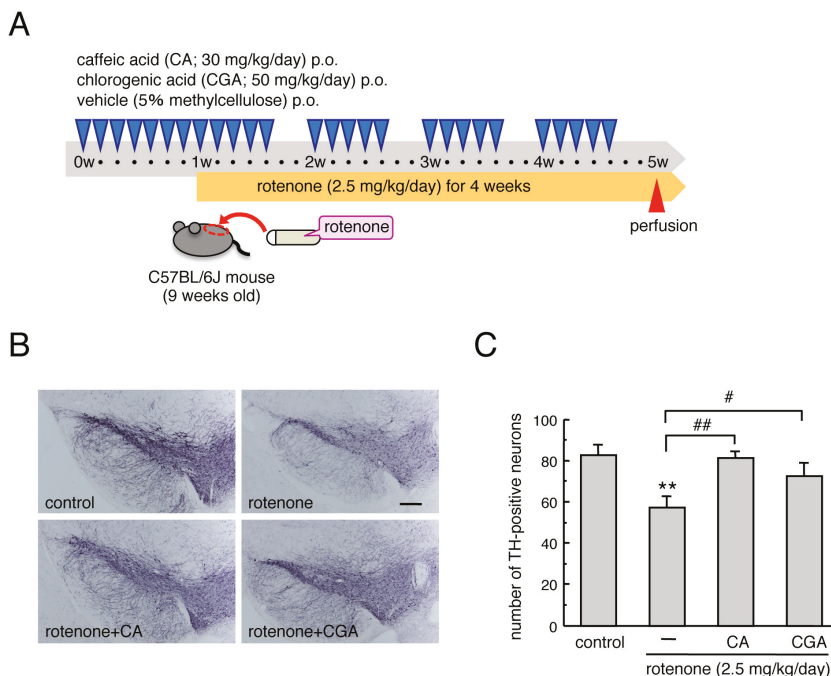 A
caffeic acid (CA; 30 mg/kg/day) p.o.
chlorogenic acid (CGA; 50 mg/kg/day) p.o.
vehicle (5% methylcellulose) p.o.
0w 1w 2w 3w 4w 5w
rotenone (2.5 mg/kg/day) for 4 weeks
perfusion
rotenone
C57BL/6J mouse
(9 weeks old)
B
control
rotenone
rotenone+CA
rotenone+CGA
C
number of TH-positive neurons
100
80
60
40
20
0
**
##
#
control
—
CA
CGA
rotenone (2.5 mg/kg/day)